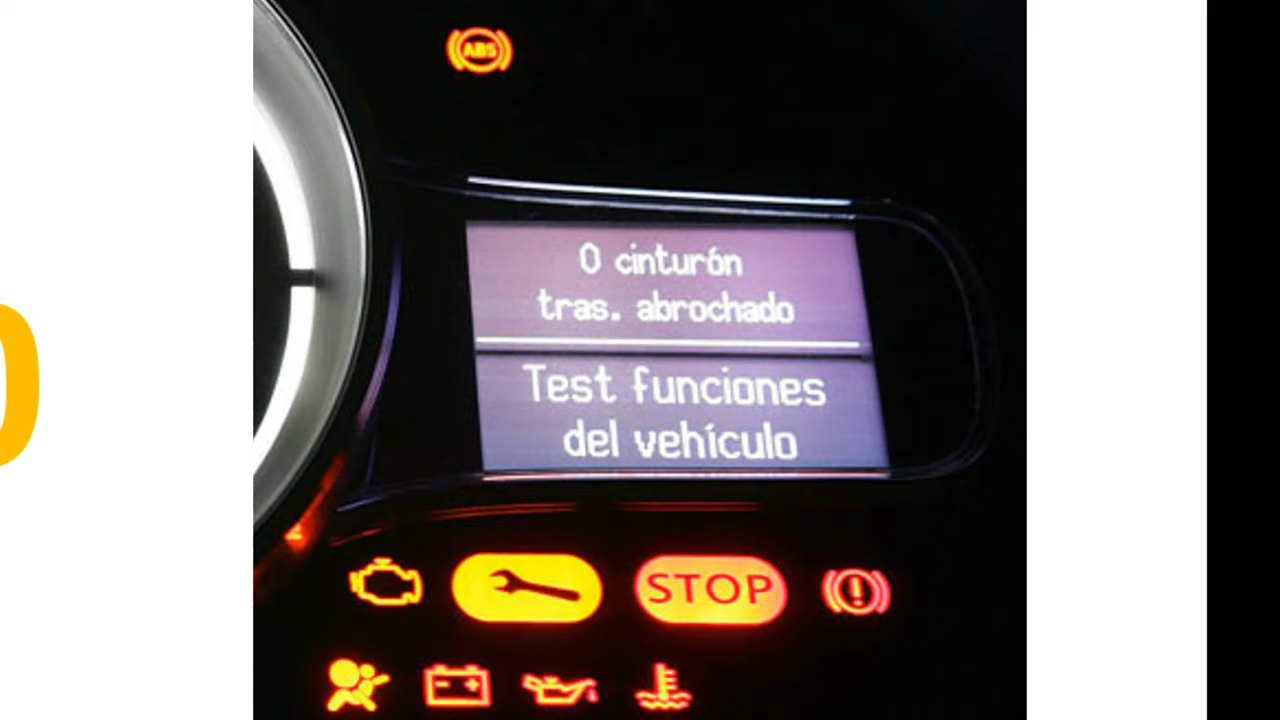 ABS
0 cinturón
tras. abrochado
Test funciones
del vehículo
STOP